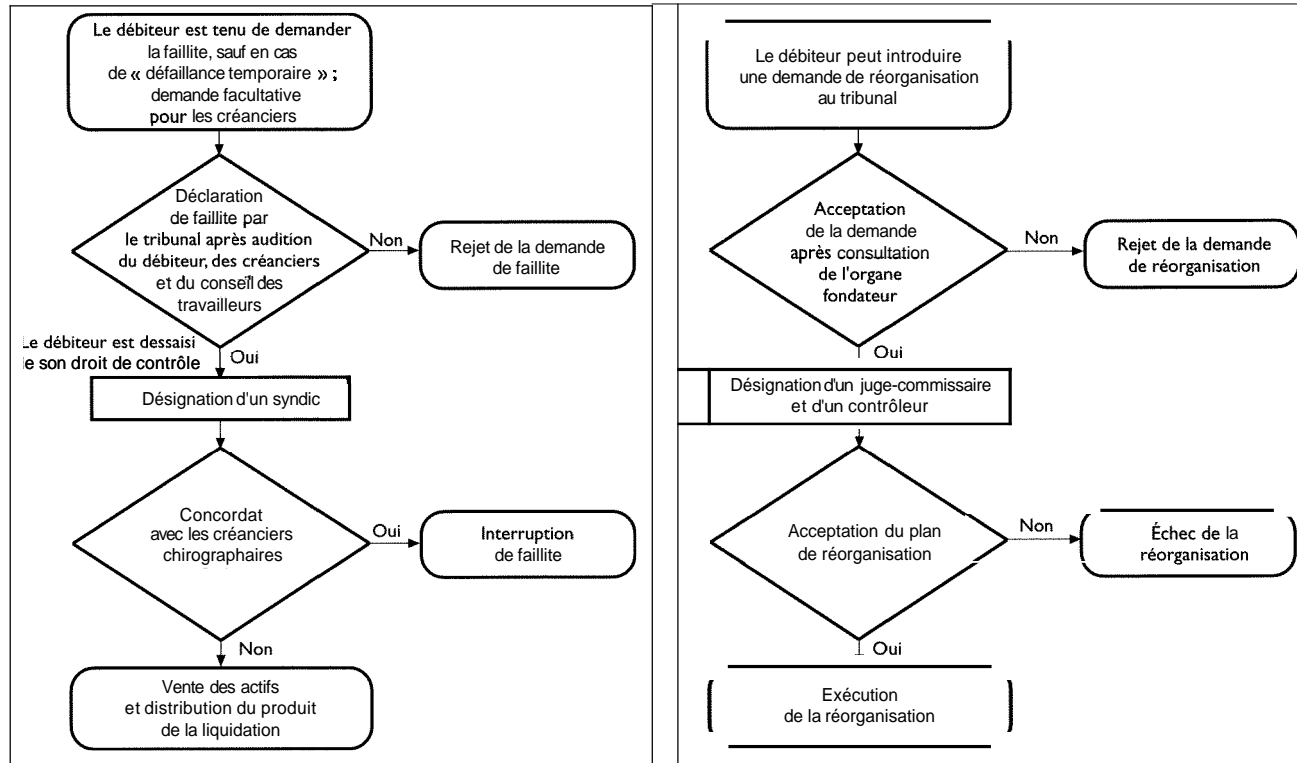 Le débiteur est tenu de demander
la faillite, sauf en cas
de « défaillance temporaire » ;
demande facultative
pour les créanciers
Déclaration
de faillite par
le tribunal après audition
du débiteur, des créanciers
et du conseil des
travailleurs
Non
Rejet de la demande
de faillite
Le débiteur est dessaisi
de son droit de contrôle
Oui
Désignation d'un syndic
Concordat
avec les créanciers
chirographaires
Oui
Interruption
de faillite
Non
Vente des actifs
et distribution du produit
de la liquidation
Le débiteur peut introduire
une demande de réorganisation
au tribunal
Acceptation
de la demande
après consultation
de l'organe
fondateur
Non
Rejet de la demande
de réorganisation
Oui
Désignation d'un juge-commissaire
et d'un contrôleur
Acceptation du plan
de réorganisation
Non
Échec de la
réorganisation
Oui
Exécution
de la réorganisation